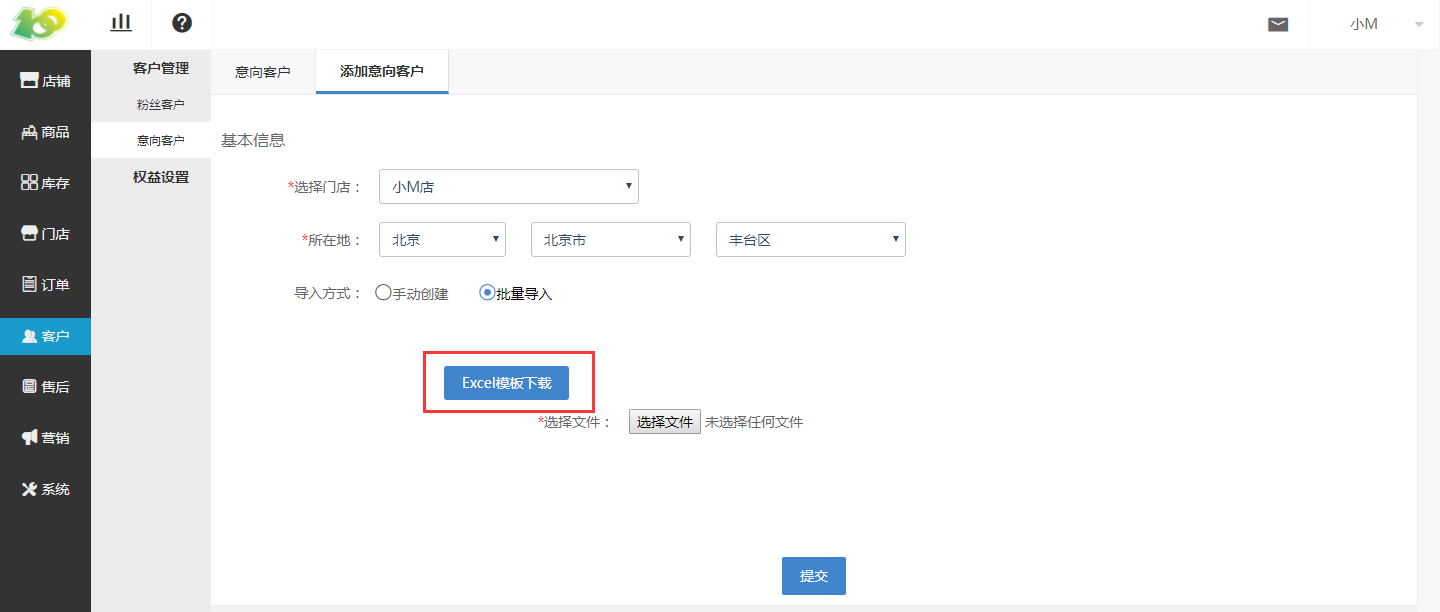 小M
店铺
商品
库存
门店
订单
客户
售后
营销
系统
客户管理
粉丝客户
意向客户
权益设置
意向客户
添加意向客户
基本信息
*选择门店： 小M店
*所在地： 北京 北京市 丰台区
导入方式： 手动创建 批量导入
Excel模板下载
*选择文件： 选择文件 未选择任何文件
提交